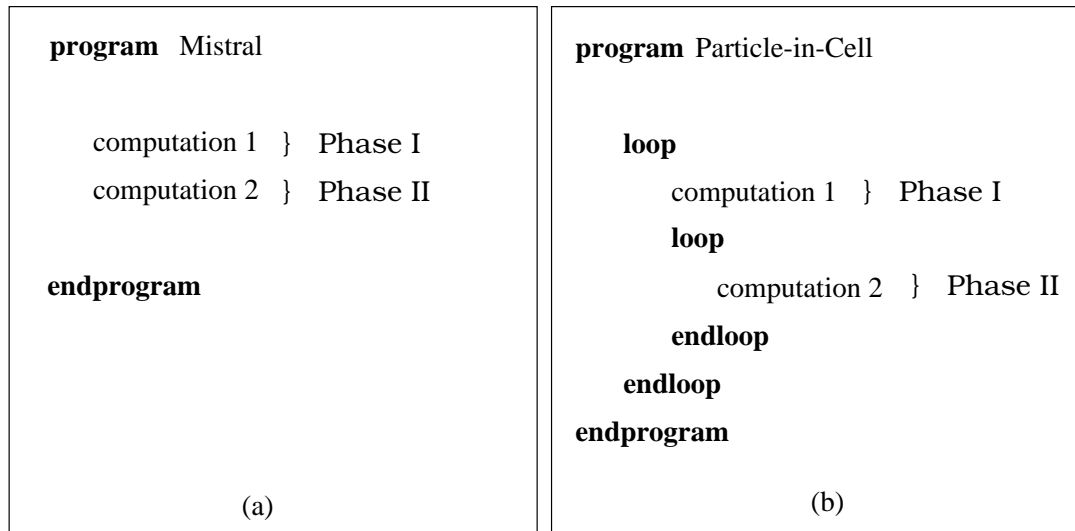 program Mistral
computation 1 } Phase I
computation 2 } Phase II
endprogram
(a)
program Particle-in-Cell
loop
computation 1 } Phase I
loop
computation 2 } Phase II
endloop
endloop
endprogram
(b)